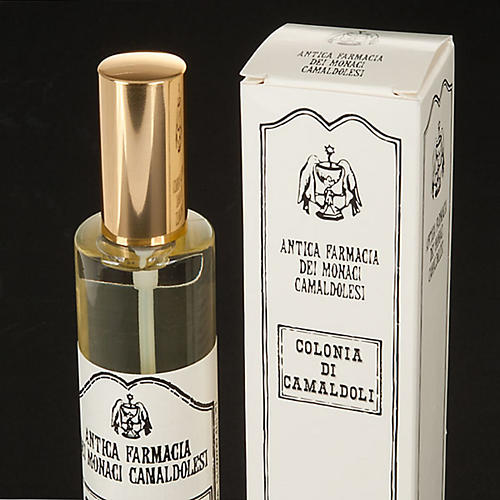 ANTICA FARMACIA
DEI MONACI
CAMALDOLESI
ANTICA FARMACIA
DEI MONACI
CAMALDOLESI
COLONIA
DI
CAMALDOLI
ANTICA FARMACIA
MONACI CAMALDOLESI